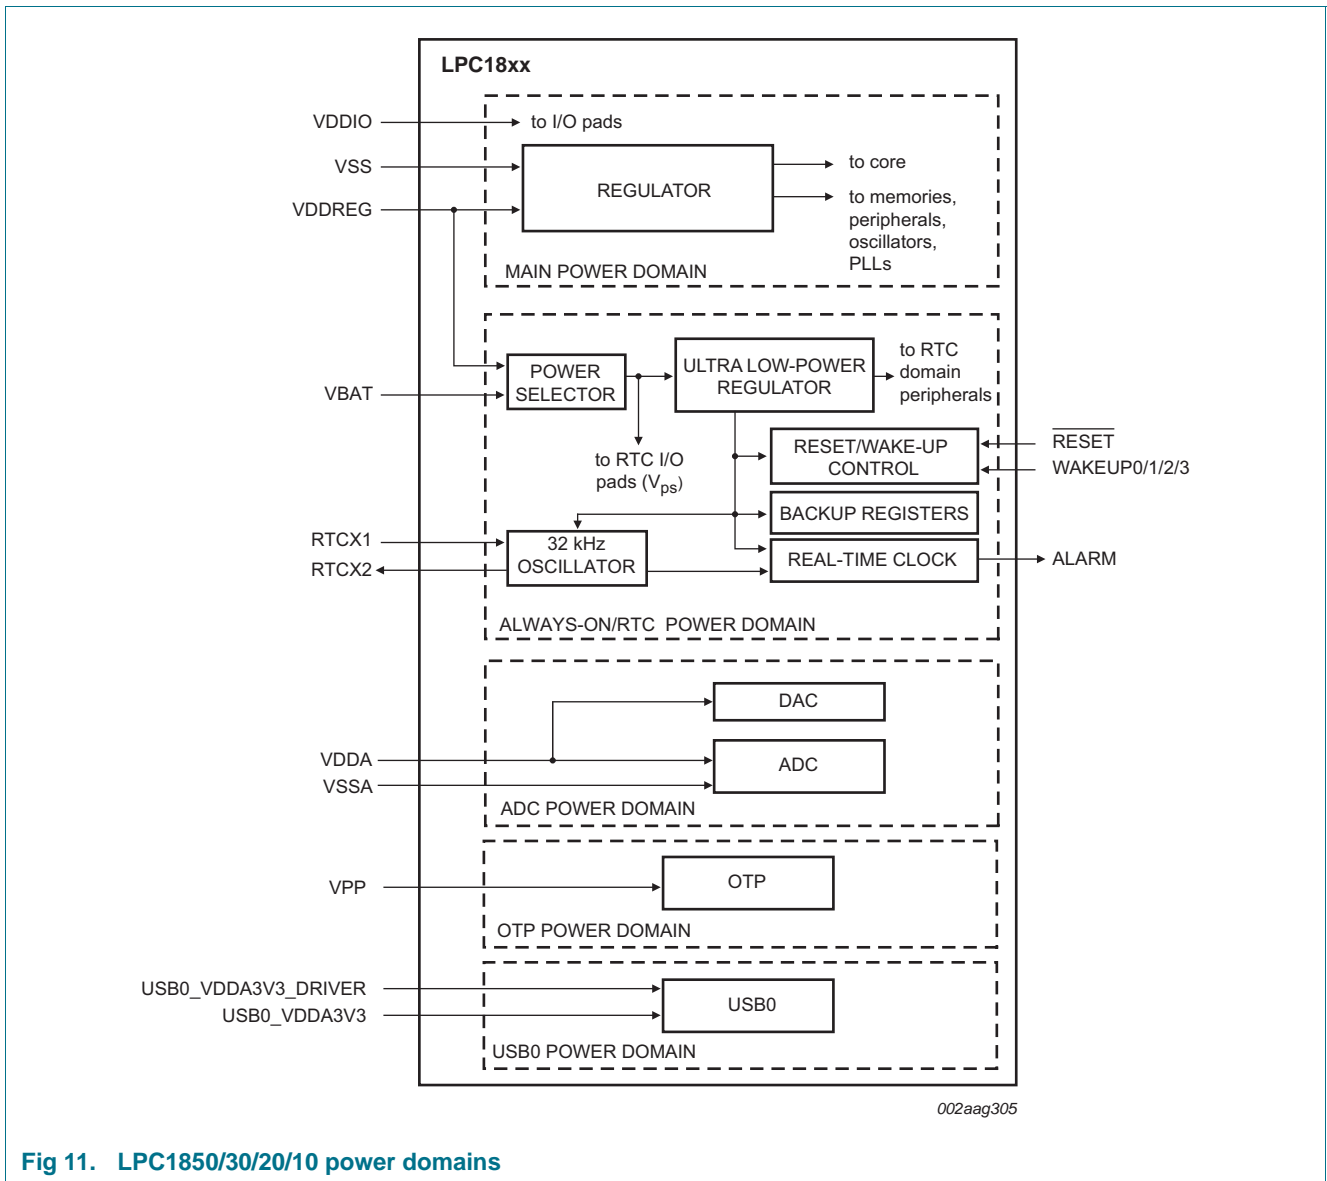 LPC18xx
VDDIO
to I/O pads
VSS
VDDREG
REGULATOR
to core
to memories,
peripherals,
oscillators,
PLLs
MAIN POWER DOMAIN
VBAT
POWER
SELECTOR
ULTRA LOW-POWER
REGULATOR
to RTC
domain
peripherals
to RTC I/O
pads (Vps)
RESET/WAKE-UP
CONTROL
RESET
WAKEUP0/1/2/3
BACKUP REGISTERS
RTCX1
RTCX2
32 kHz
OSCILLATOR
REAL-TIME CLOCK
ALARM
ALWAYS-ON/RTC POWER DOMAIN
DAC
VDDA
VSSA
ADC
ADC POWER DOMAIN
VPP
OTP
OTP POWER DOMAIN
USB0_VDDA3V3_DRIVER
USB0_VDDA3V3
USB0
USB0 POWER DOMAIN
002aag305
Fig 11. LPC1850/30/20/10 power domains